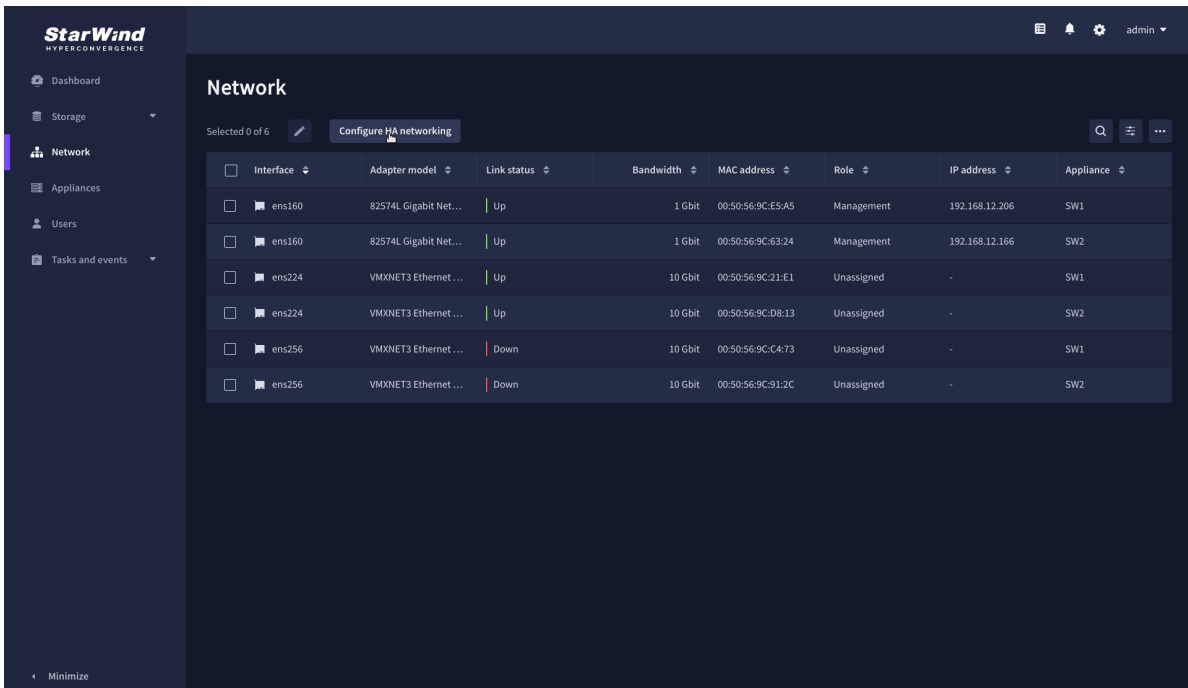 StarWind
HYPERCONVERGENCE
admin
Dashboard
Storage
Network
Appliances
Users
Tasks and events
Minimize
Network
Selected 0 of 6 Configure HA networking
Interface Adapter model Link status Bandwidth MAC address Role IP address Appliance
ens160 82574L Gigabit Net... Up 1 Gbit 00:50:56:9C:E5:A5 Management 192.168.12.206 SW1
ens160 82574L Gigabit Net... Up 1 Gbit 00:50:56:9C:63:24 Management 192.168.12.166 SW2
ens224 VMXNET3 Ethernet ... Up 10 Gbit 00:50:56:9C:21:E1 Unassigned - SW1
ens224 VMXNET3 Ethernet ... Up 10 Gbit 00:50:56:9C:D8:13 Unassigned - SW2
ens256 VMXNET3 Ethernet ... Down 10 Gbit 00:50:56:9C:C4:73 Unassigned - SW1
ens256 VMXNET3 Ethernet ... Down 10 Gbit 00:50:56:9C:91:2C Unassigned - SW2